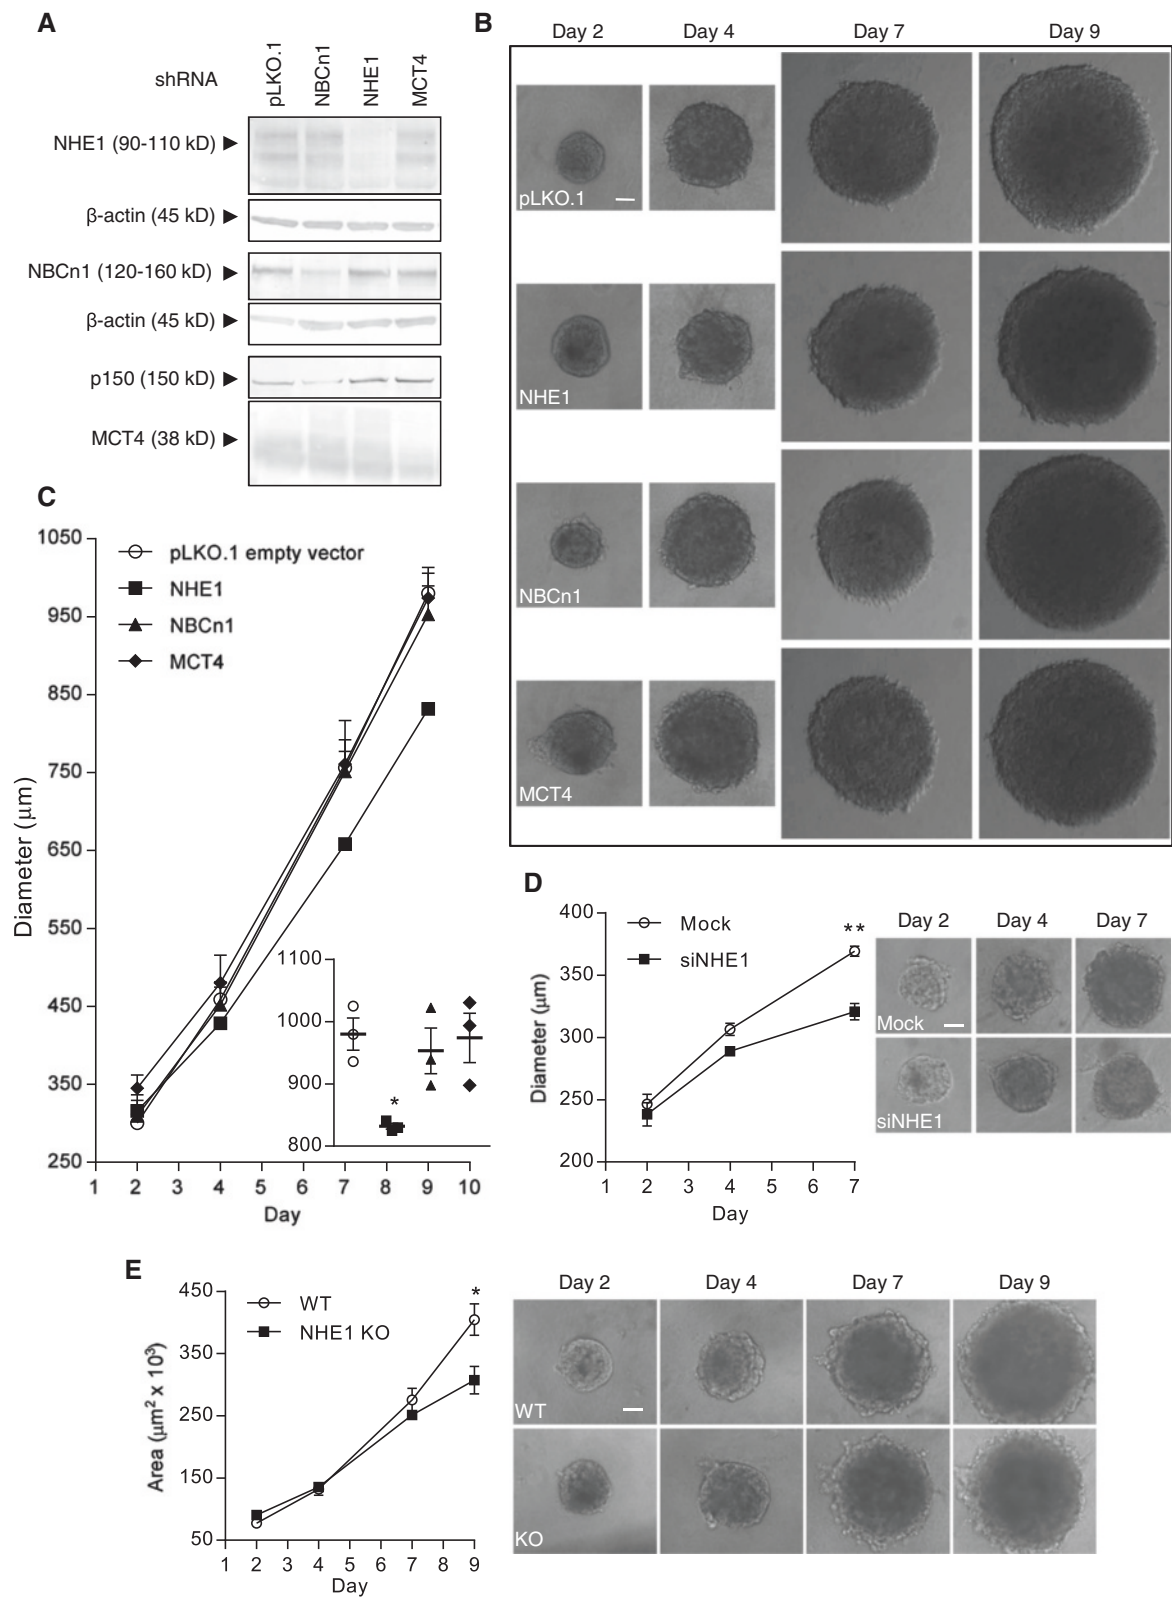 A
shRNA
pLKO.1
NBCn1
NHE1
MCT4
NHE1 (90-110 kD)
β-actin (45 kD)
NBCn1 (120-160 kD)
β-actin (45 kD)
p150 (150 kD)
MCT4 (38 kD)
B
Day 2 Day 4 Day 7 Day 9
pLKO.1
NHE1
NBCn1
MCT4
C
1050
950
850
750
650
550
450
350
250
Diameter (μm)
pLKO.1 empty vector
NHE1
NBCn1
MCT4
1100
1000
900
800
*
1 2 3 4 5 6 7 8 9 10
Day
D
400
350
300
250
200
Diameter (μm)
Mock
siNHE1
**
1 2 3 4 5 6 7
Day
Day 2 Day 4 Day 7
Mock
siNHE1
E
450
350
250
150
50
Area (μm² x 10³)
WT
NHE1 KO
*
1 2 3 4 5 6 7 8 9
Day
Day 2 Day 4 Day 7 Day 9
WT
KO